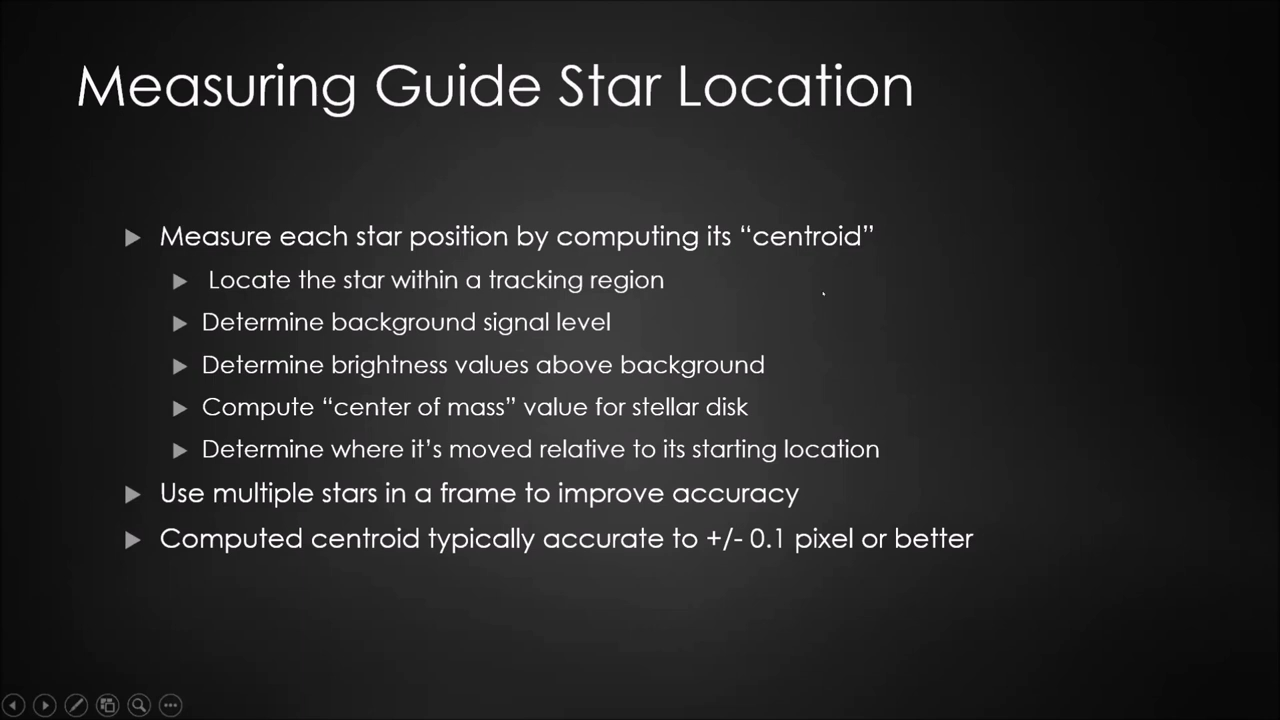 Measuring Guide Star Location
Measure each star position by computing its “centroid”
Locate the star within a tracking region
Determine background signal level
Determine brightness values above background
Compute “center of mass” value for stellar disk
Determine where it’s moved relative to its starting location
Use multiple stars in a frame to improve accuracy
Computed centroid typically accurate to +/- 0.1 pixel or better